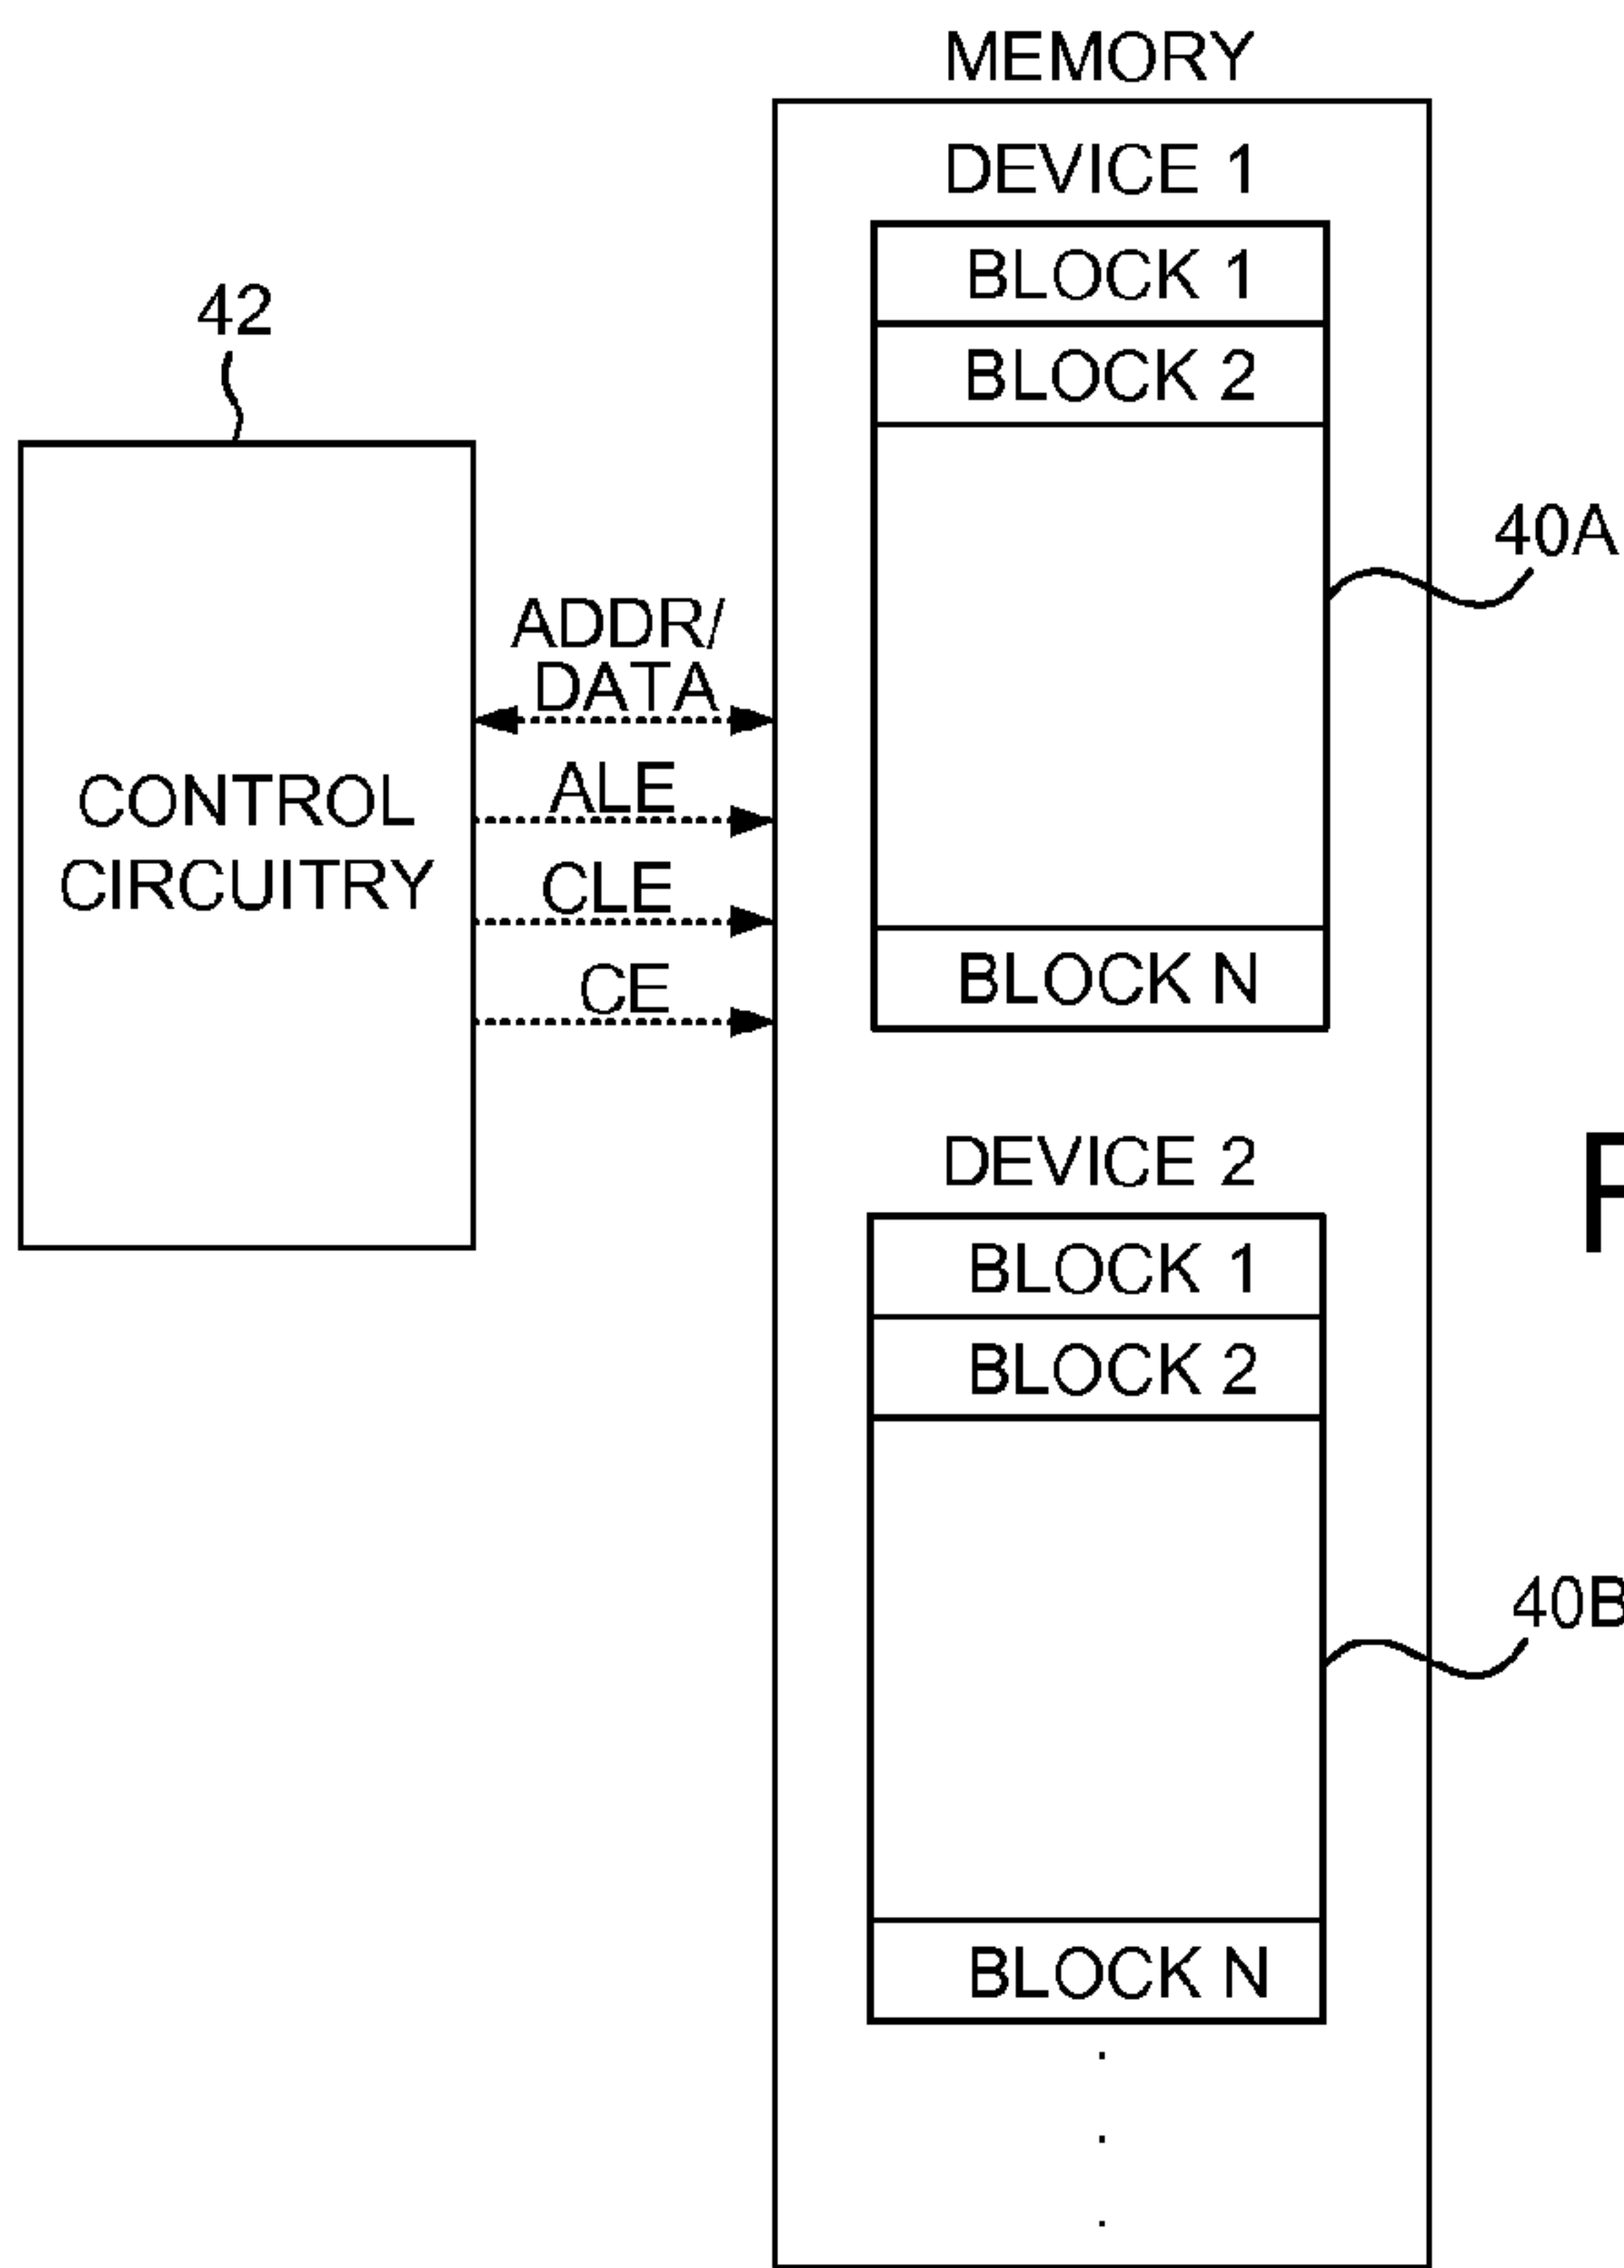 MEMORY
DEVICE 1
BLOCK 1
BLOCK 2
BLOCK N
40A
42
CONTROL
CIRCUITRY
ADDR/
DATA
ALE
CLE
CE
DEVICE 2
BLOCK 1
BLOCK 2
BLOCK N
40B